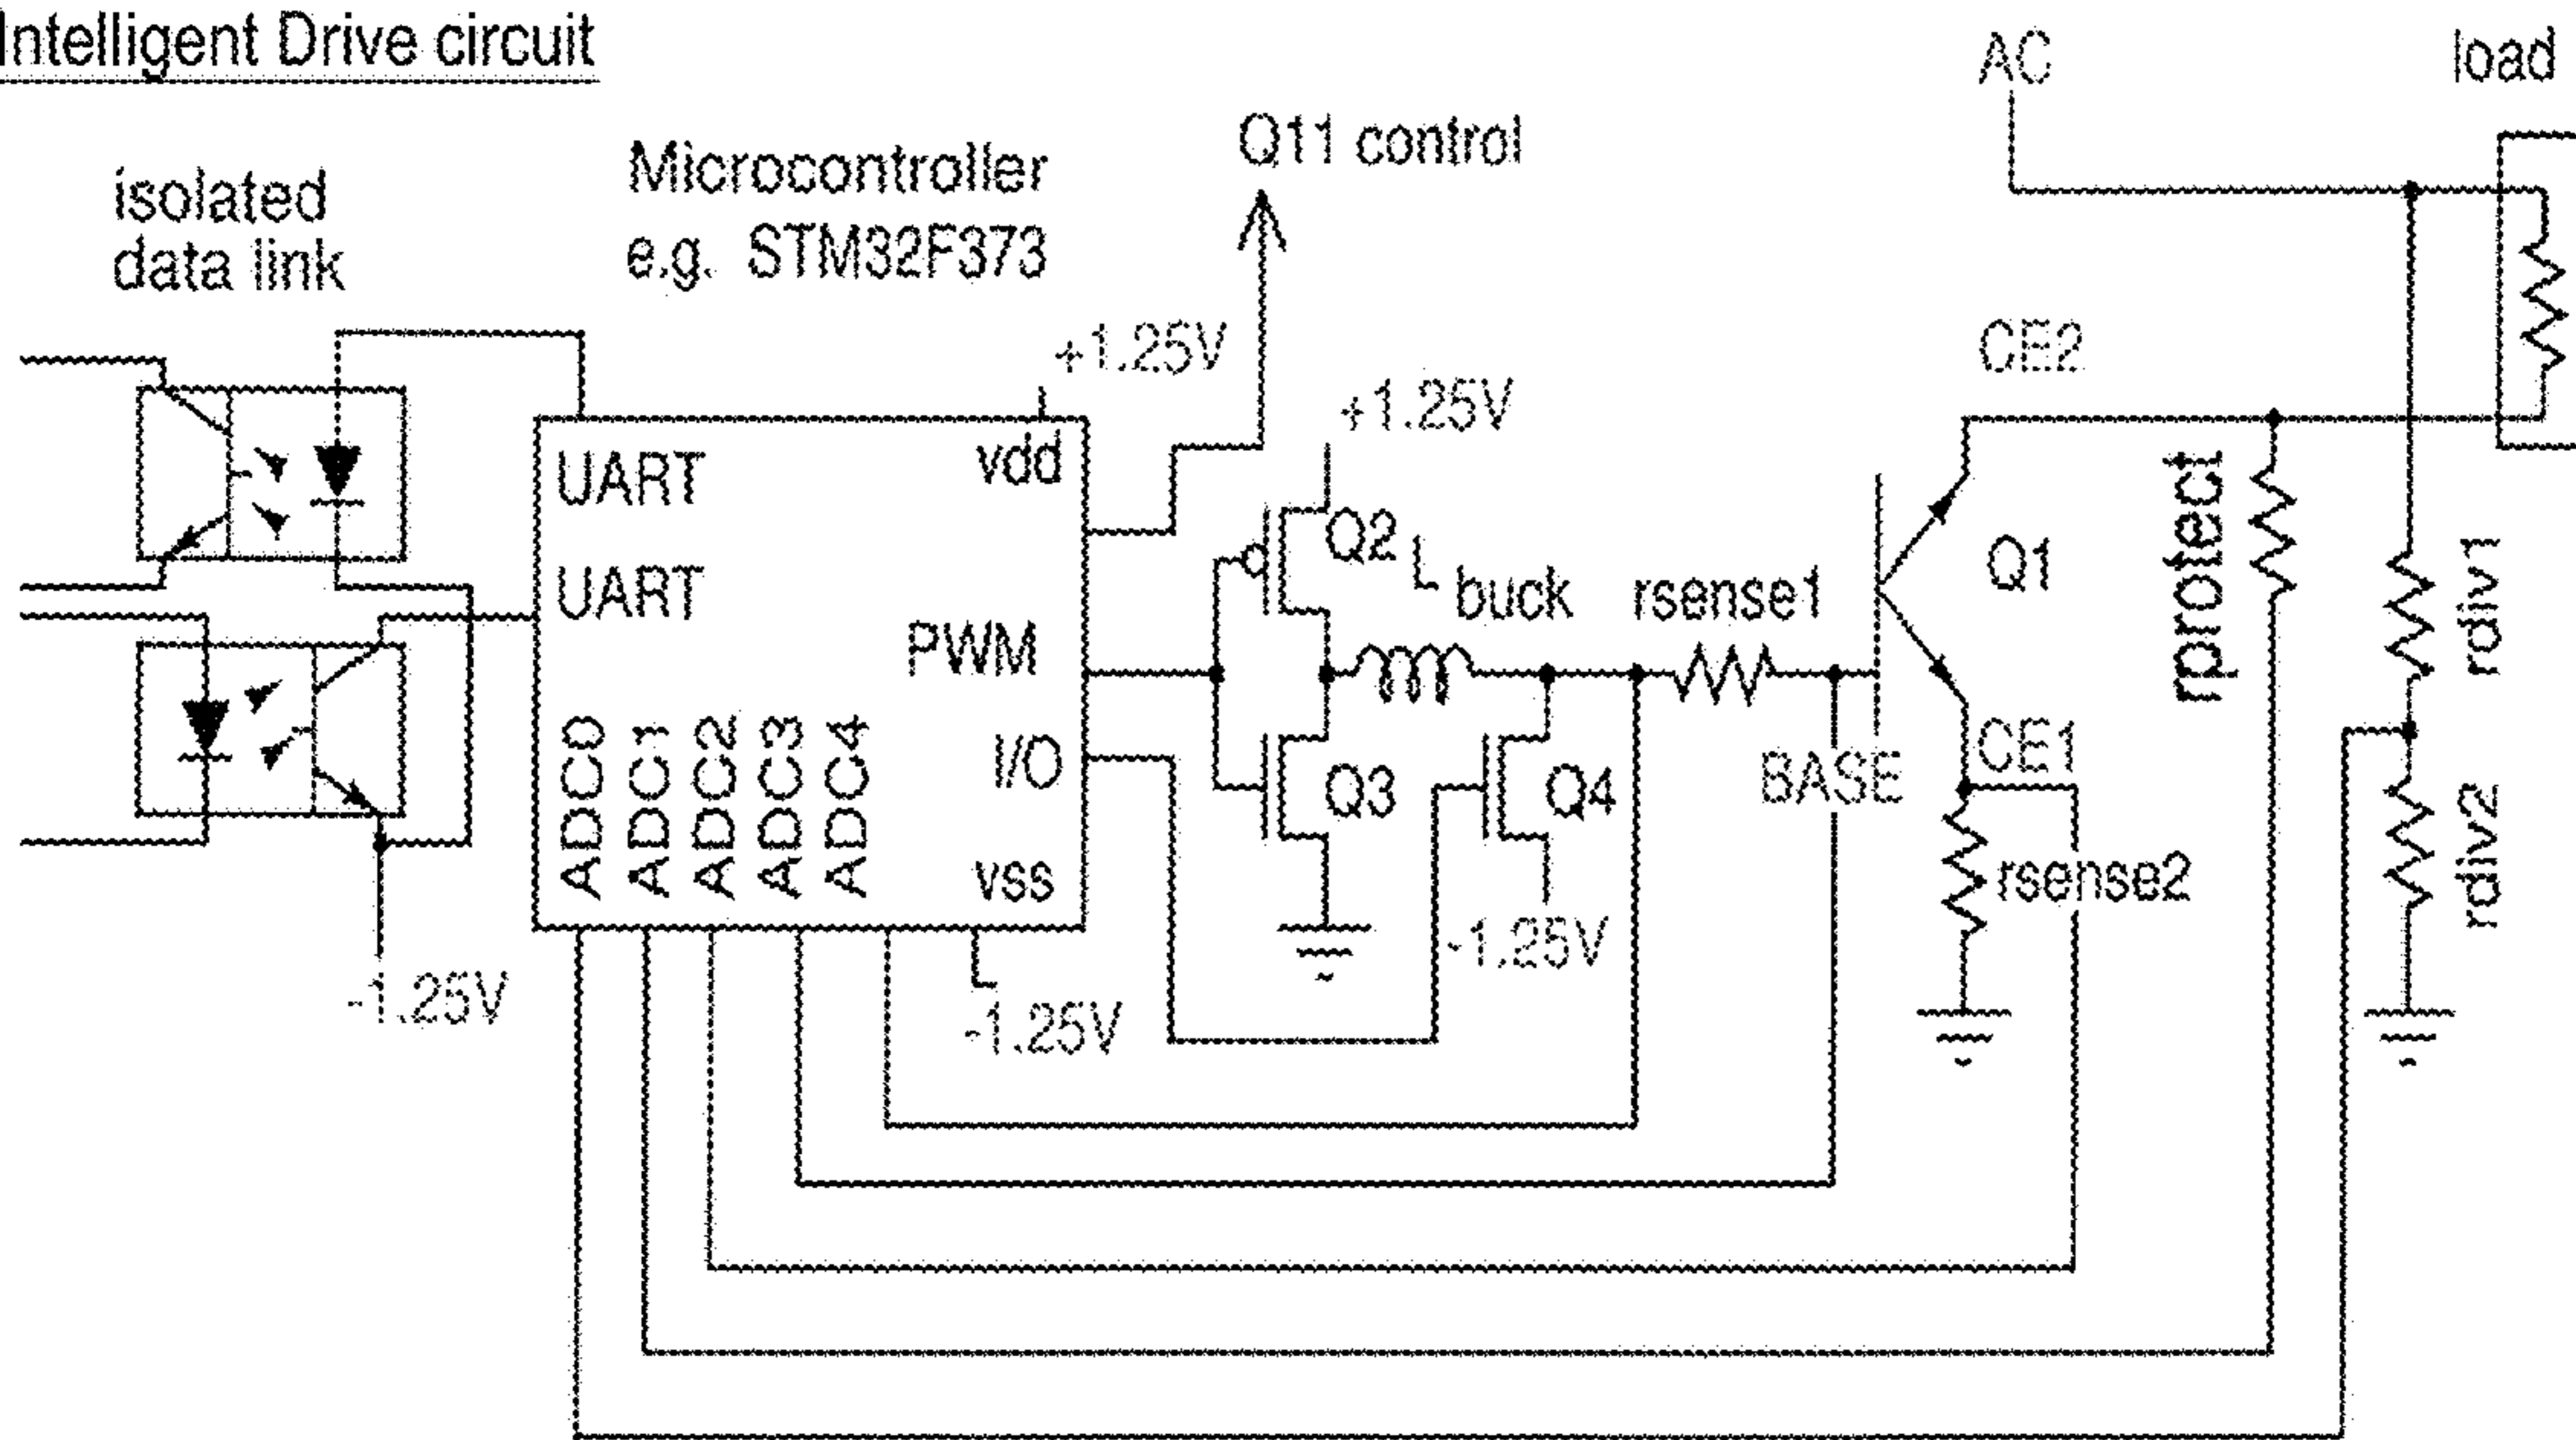 Intelligent Drive circuit
AC
load
isolated
data link
Microcontroller
e.g. STM32F373
Q11 control
+1.25V
+1.25V
CE2
UART
vdd
UART
Q2
L
buck
rsense1
Q1
rprotect
rdiv1
PWM
I/O
ADC0
ADC1
ADC2
ADC3
ADC4
Q3
Q4
BASE
CE1
rsense2
rdiv2
vss
-1.25V
-1.25V
-1.25V